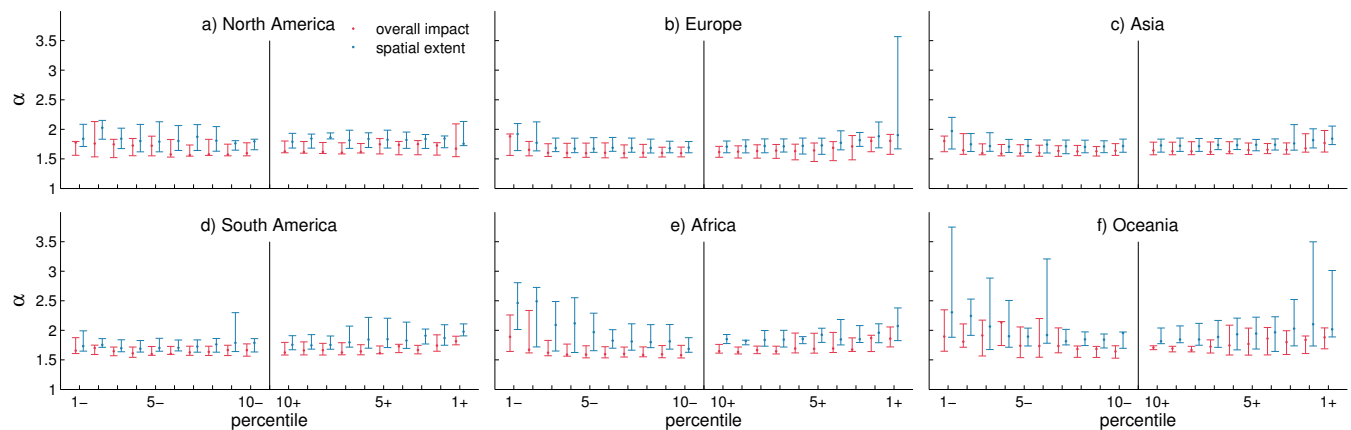 a) North America
overall impact
spatial extent
b) Europe
c) Asia
3.5
3
2.5
2
1.5
1
α
d) South America
e) Africa
f) Oceania
3.5
3
2.5
2
1.5
1
α
1− 5− 10− 10+ 5+ 1+
1− 5− 10− 10+ 5+ 1+
1− 5− 10− 10+ 5+ 1+
percentile
percentile
percentile